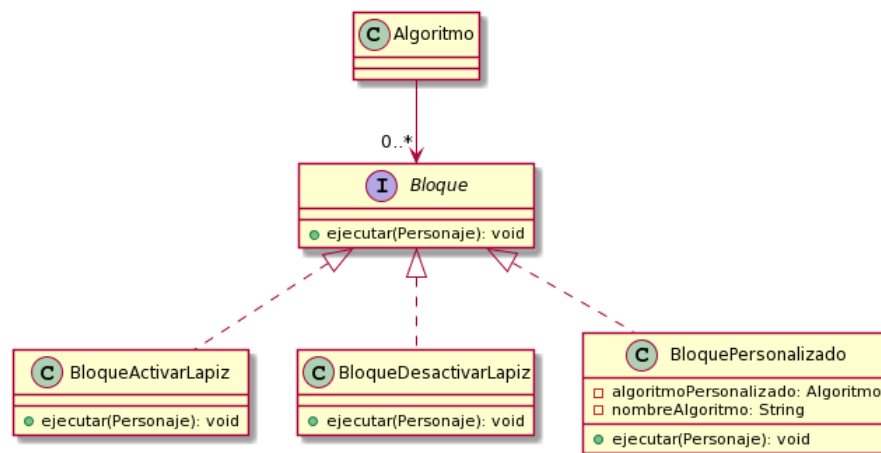 C Algoritmo
0..*
I Bloque
ejecutar(Personaje): void
C BloqueActivarLapiz
ejecutar(Personaje): void
C BloqueDesactivarLapiz
ejecutar(Personaje): void
C BloquePersonalizado
algoritmoPersonalizado: Algoritmo
nombreAlgoritmo: String
ejecutar(Personaje): void